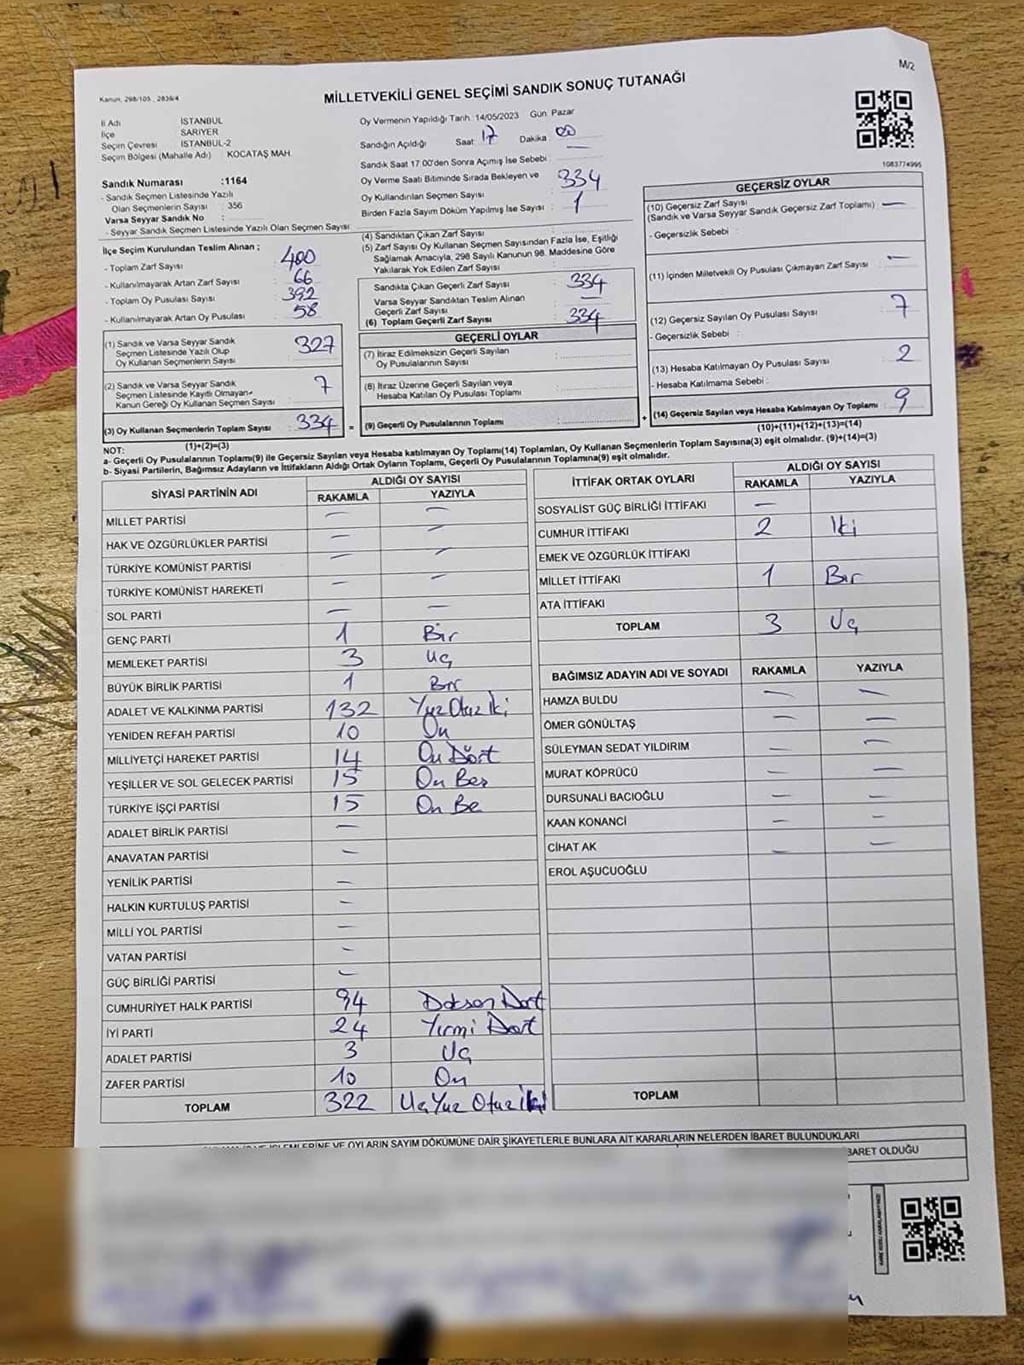 M/2
Kanun, 298/105 , 2839/4
MİLLETVEKİLİ GENEL SEÇİMİ SANDIK SONUÇ TUTANAĞI
İl Adı İSTANBUL
İlçe SARIYER
Seçim Çevresi İSTANBUL-2
Seçim Bölgesi (Mahalle Adı) KOCATAŞ MAH.
Oy Vermenin Yapıldığı Tarih :14/05/2023 Gün : Pazar
Sandığın Açıldığı Saat : 17 Dakika : 00
Sandık Saat 17.00'den Sonra Açımış İse Sebebi :
Oy Verme Saati Bitiminde Sırada Bekleyen ve
Oy Kullandırılan Seçmen Sayısı : 334
Birden Fazla Sayım Döküm Yapılmış İse Sayısı : 1
1083774995
Sandık Numarası :1164
- Sandık Seçmen Listesinde Yazılı
Olan Seçmenlerin Sayısı : 356
Varsa Seyyar Sandık No :
- Seyyar Sandık Seçmen Listesinde Yazılı Olan Seçmen Sayısı :
İlçe Seçim Kurulundan Teslim Alınan ;
- Toplam Zarf Sayısı : 400
- Kullanılmayarak Artan Zarf Sayısı : 66
- Toplam Oy Pusulası Sayısı : 392
- Kullanılmayarak Artan Oy Pusulası : 58
(4) Sandıktan Çıkan Zarf Sayısı :
(5) Zarf Sayısı Oy Kullanan Seçmen Sayısından Fazla İse, Eşitliği
Sağlamak Amacıyla, 298 Sayılı Kanunun 98. Maddesine Göre
Yakılarak Yok Edilen Zarf Sayısı :
Sandıkta Çıkan Geçerli Zarf Sayısı : 334
Varsa Seyyar Sandıktan Teslim Alınan
Geçerli Zarf Sayısı : —
(6) Toplam Geçerli Zarf Sayısı : 334
GEÇERSİZ OYLAR
(10) Geçersiz Zarf Sayısı
(Sandık ve Varsa Seyyar Sandık Geçersiz Zarf Toplamı) : —
- Geçersizlik Sebebi :
(11) İçinden Milletvekili Oy Pusulası Çıkmayan Zarf Sayısı : —
(12) Geçersiz Sayılan Oy Pusulası Sayısı : 7
- Geçersizlik Sebebi :
(13) Hesaba Katılmayan Oy Pusulası Sayısı : 2
- Hesaba Katılmama Sebebi :
(14) Geçersiz Sayılan veya Hesaba Katılmayan Oy Toplamı : 9
(10)+(11)+(12)+(13)=(14)
(1) Sandık ve Varsa Seyyar Sandık
Seçmen Listesinde Yazılı Olup
Oy Kullanan Seçmenlerin Sayısı : 327
(2) Sandık ve Varsa Seyyar Sandık
Seçmen Listesinde Kayıtlı Olmayan
Kanun Gereği Oy Kullanan Seçmen Sayısı : 7
(3) Oy Kullanan Seçmenlerin Toplam Sayısı : 334
(1)+(2)=(3)
GEÇERLİ OYLAR
(7) İtiraz Edilmeksizin Geçerli Sayılan
Oy Pusulalarının Sayısı :
(8) İtiraz Üzerine Geçerli Sayılan veya
Hesaba Katılan Oy Pusulası Toplamı :
= (9) Geçerli Oy Pusulalarının Toplamı : +
NOT:
a- Geçerli Oy Pusulalarının Toplamı(9) ile Geçersiz Sayılan veya Hesaba katılmayan Oy Toplamı(14) Toplamları, Oy Kullanan Seçmenlerin Toplam Sayısına(3) eşit olmalıdır. (9)+(14)=(3)
b- Siyasi Partilerin, Bağımsız Adayların ve İttifakların Aldığı Ortak Oyların Toplamı, Geçerli Oy Pusulalarının Toplamına(9) eşit olmalıdır.
SİYASİ PARTİNİN ADI ALDIĞI OY SAYISI
RAKAMLA YAZIYLA
MİLLET PARTİSİ — —
HAK VE ÖZGÜRLÜKLER PARTİSİ — —
TÜRKİYE KOMÜNİST PARTİSİ — —
TÜRKİYE KOMÜNİST HAREKETİ — —
SOL PARTİ — —
GENÇ PARTİ 1 Bir
MEMLEKET PARTİSİ 3 Uç
BÜYÜK BİRLİK PARTİSİ 1 Bir
ADALET VE KALKINMA PARTİSİ 132 Yuz Otuz İki
YENİDEN REFAH PARTİSİ 10 On
MİLLİYETÇİ HAREKET PARTİSİ 14 On Dört
YEŞİLLER VE SOL GELECEK PARTİSİ 15 On Beş
TÜRKİYE İŞÇİ PARTİSİ 15 On Be
ADALET BİRLİK PARTİSİ —
ANAVATAN PARTİSİ —
YENİLİK PARTİSİ —
HALKIN KURTULUŞ PARTİSİ —
MİLLİ YOL PARTİSİ —
VATAN PARTİSİ —
GÜÇ BİRLİĞİ PARTİSİ —
CUMHURİYET HALK PARTİSİ 94 Doksan Dort
İYİ PARTİ 24 Yırmi Dort
ADALET PARTİSİ 3 Uç
ZAFER PARTİSİ 10 On
TOPLAM 322 Uç Yuz Otuz İki
İTTİFAK ORTAK OYLARI ALDIĞI OY SAYISI
RAKAMLA YAZIYLA
SOSYALİST GÜÇ BİRLİĞİ İTTİFAKI —
CUMHUR İTTİFAKI 2 İki
EMEK VE ÖZGÜRLÜK İTTİFAKI
MİLLET İTTİFAKI 1 Bir
ATA İTTİFAKI
TOPLAM 3 Uç
BAĞIMSIZ ADAYIN ADI VE SOYADI RAKAMLA YAZIYLA
HAMZA BULDU — —
ÖMER GÖNÜLTAŞ — —
SÜLEYMAN SEDAT YILDIRIM — —
MURAT KÖPRÜCÜ — —
DURSUNALİ BACIOĞLU — —
KAAN KONANCİ — —
CİHAT AK — —
EROL AŞUCUOĞLU
TOPLAM
VE OYLARIN SAYIM DÖKÜMÜNE DAİR ŞİKAYETLERLE BUNLARA AİT KARARLARIN NELERDEN İBARET BULUNDUKLARI
İBARET OLDUĞU